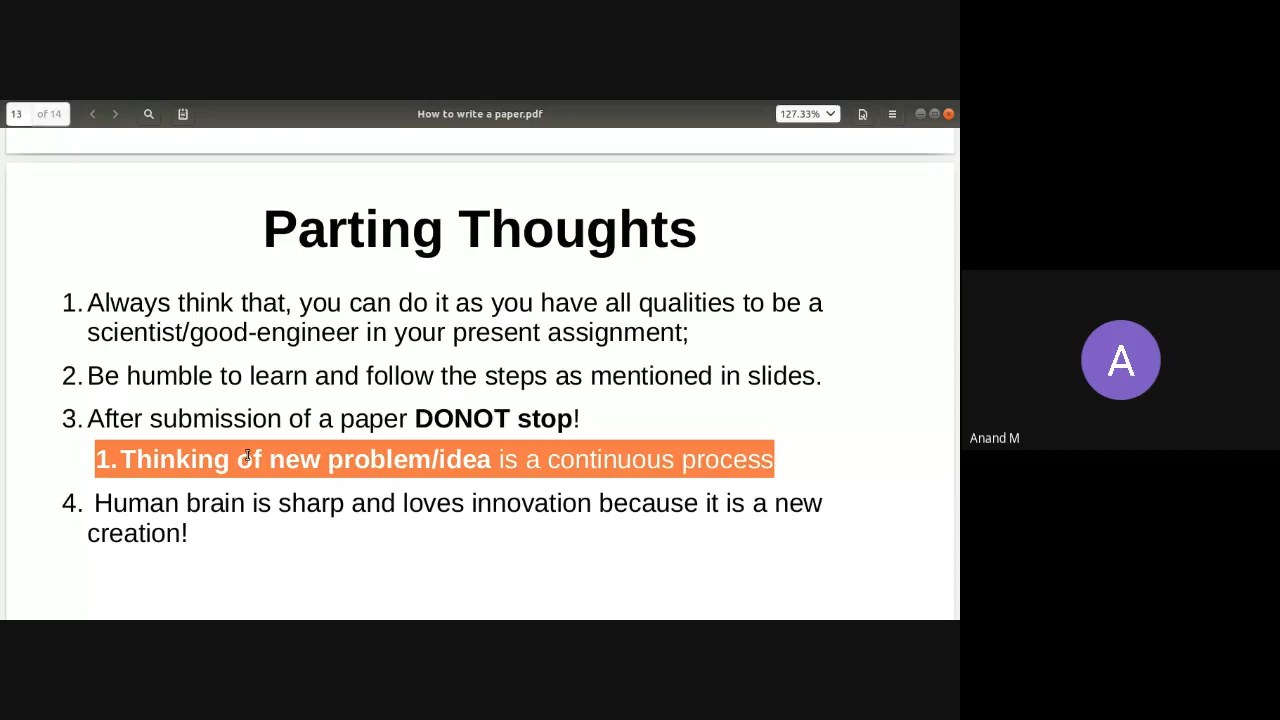 13 of 14
How to write a paper.pdf
127.33%
Parting Thoughts
1. Always think that, you can do it as you have all qualities to be a
scientist/good-engineer in your present assignment;
2. Be humble to learn and follow the steps as mentioned in slides.
3. After submission of a paper DONOT stop!
1. Thinking of new problem/idea is a continuous process
4. Human brain is sharp and loves innovation because it is a new
creation!
A
Anand M